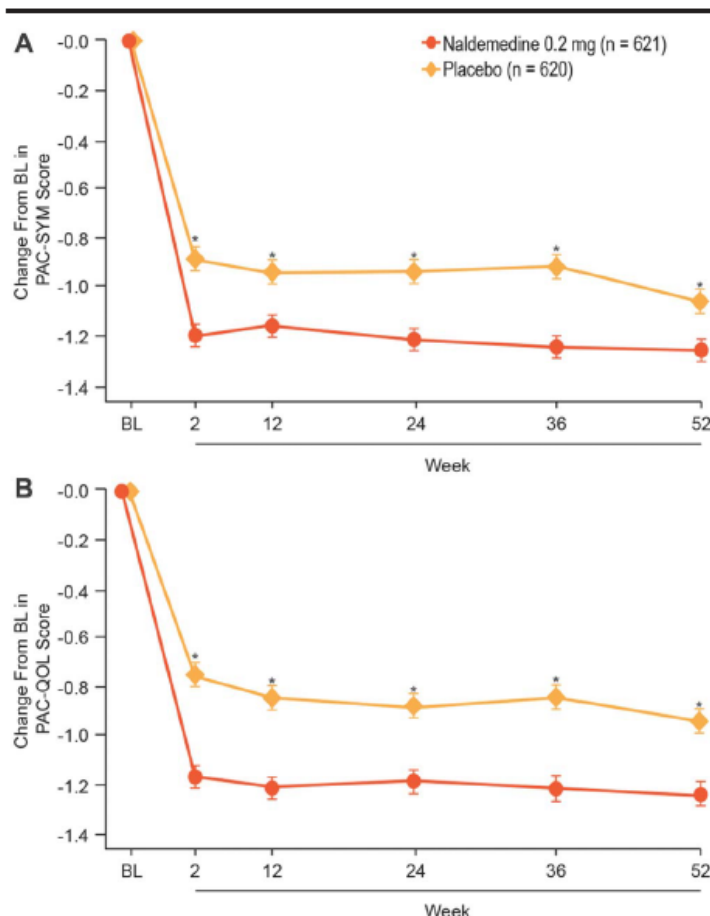 A
Change From BL in
PAC-SYM Score
-0.0
-0.2
-0.4
-0.6
-0.8
-1.0
-1.2
-1.4
Naldemedine 0.2 mg (n = 621)
Placebo (n = 620)
* * * * *
BL 2 12 24 36 52
Week
B
Change From BL in
PAC-QOL Score
-0.0
-0.2
-0.4
-0.6
-0.8
-1.0
-1.2
-1.4
* * * * *
BL 2 12 24 36 52
Week